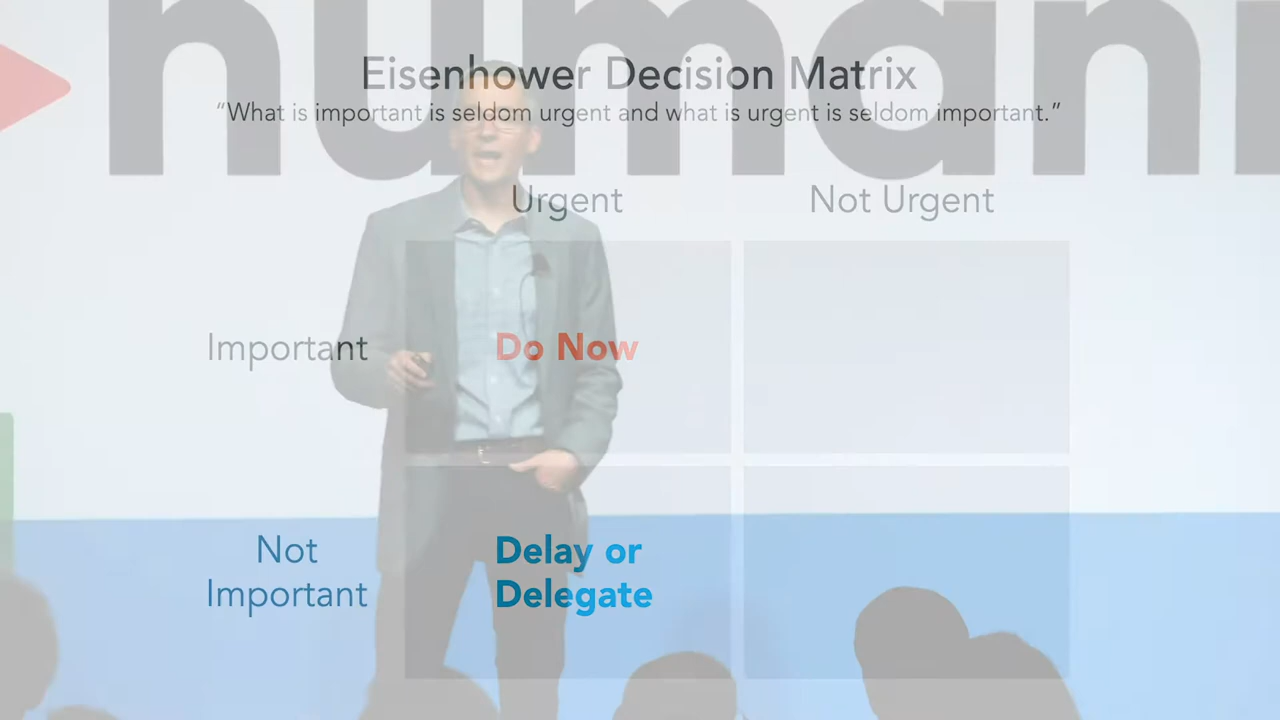 humani
Eisenhower Decision Matrix
“What is important is seldom urgent and what is urgent is seldom important.”
Urgent Not Urgent
Important Do Now
Not Important Delay or Delegate